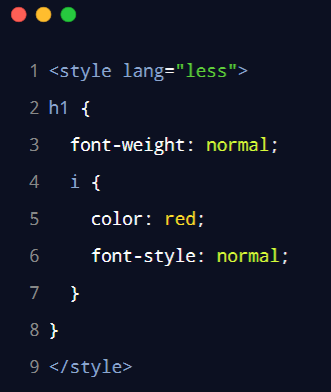 1 <style lang="less">
2 h1 {
3   font-weight: normal;
4   i {
5     color: red;
6     font-style: normal;
7   }
8 }
9 </style>